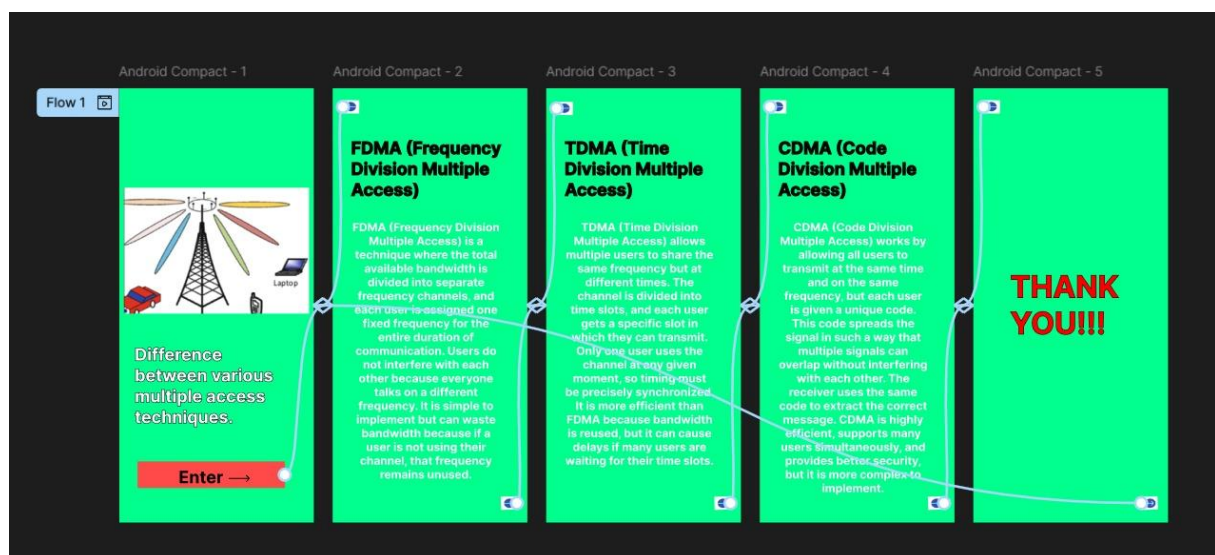 Android Compact - 1
Android Compact - 2
Android Compact - 3
Android Compact - 4
Android Compact - 5
Flow 1
Laptop
Difference
between various
multiple access
techniques.
Enter →
FDMA (Frequency
Division Multiple
Access)
FDMA (Frequency Division
Multiple Access) is a
technique where the total
available bandwidth is
divided into separate
frequency channels, and
each user is assigned one
fixed frequency for the
entire duration of
communication. Users do
not interfere with each
other because everyone
talks on a different
frequency. It is simple to
implement but can waste
bandwidth because if a
user is not using their
channel, that frequency
remains unused.
TDMA (Time
Division Multiple
Access)
TDMA (Time Division
Multiple Access) allows
multiple users to share the
same frequency but at
different times. The
channel is divided into
time slots, and each user
gets a specific slot in
which they can transmit.
Only one user uses the
channel at any given
moment, so timing must
be precisely synchronized.
It is more efficient than
FDMA because bandwidth
is reused, but it can cause
delays if many users are
waiting for their time slots.
CDMA (Code
Division Multiple
Access)
CDMA (Code Division
Multiple Access) works by
allowing all users to
transmit at the same time
and on the same
frequency, but each user
is given a unique code.
This code spreads the
signal in such a way that
multiple signals can
overlap without interfering
with each other. The
receiver uses the same
code to extract the correct
message. CDMA is highly
efficient, supports many
users simultaneously, and
provides better security,
but it is more complex to
implement.
THANK
YOU!!!